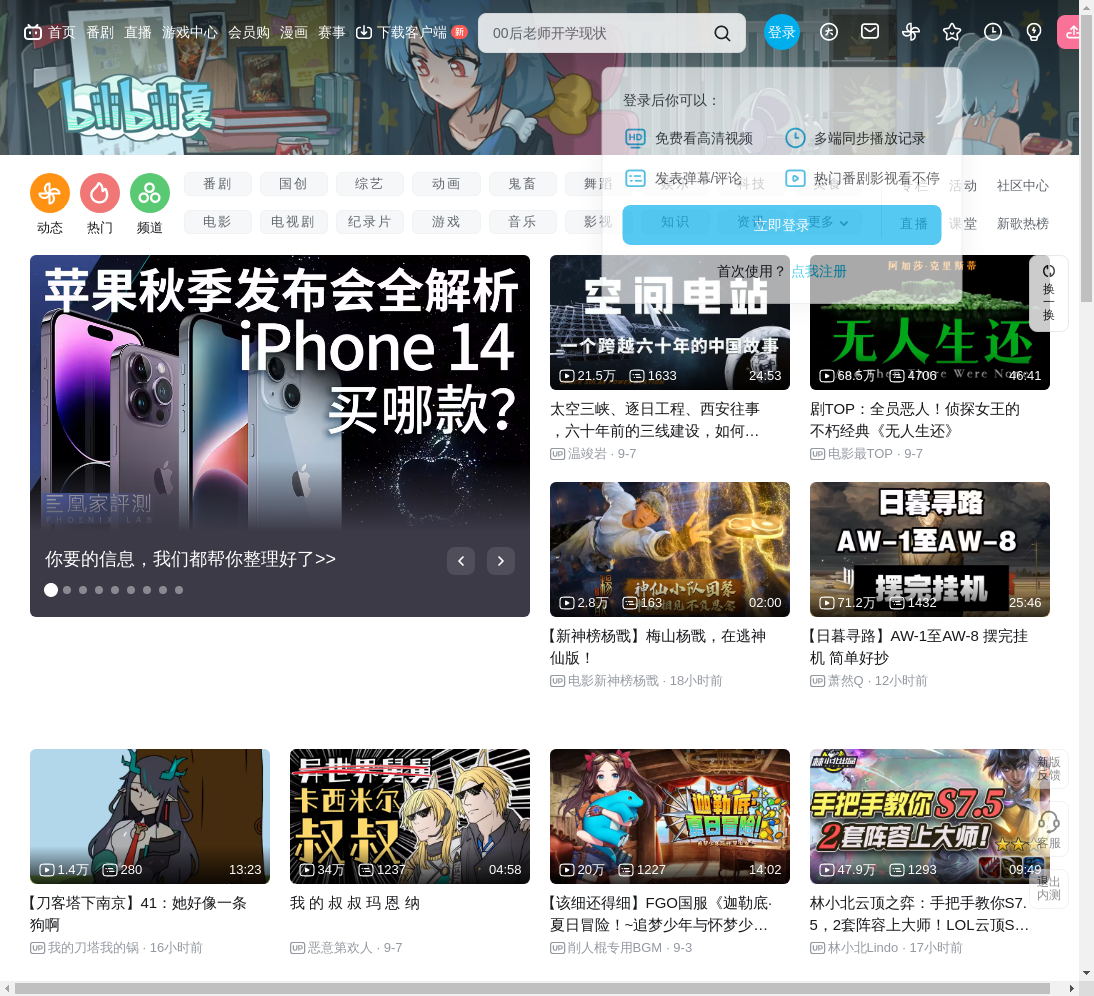 首页 番剧 直播 游戏中心 会员购 漫画 赛事 下载客户端 新
00后老师开学现状
登录
bilibili夏
登录后你可以：
免费看高清视频 多端同步播放记录
发表弹幕/评论 热门番剧影视看不停
立即登录
首次使用？ 点我注册
动态 热门 频道
番剧 国创 综艺 动画 鬼畜 舞蹈 娱乐 科技 美食
专栏 活动 社区中心
电影 电视剧 纪录片 游戏 音乐 影视 知识 资讯 更多
直播 课堂 新歌热榜
换一换
苹果秋季发布会全解析
iPhone 14
买哪款?
凰家評測
PHOENIX LAB
你要的信息，我们都帮你整理好了>>
空间电站
一个跨越六十年的中国故事
21.5万 1633 24:53
太空三峡、逐日工程、西安往事
，六十年前的三线建设，如何…
UP 温竣岩 · 9-7
阿加莎·克里斯蒂
无人生还
And Then There Were None
68.5万 4706 46:41
剧TOP：全员恶人！侦探女王的
不朽经典《无人生还》
UP 电影最TOP · 9-7
神仙小队团聚
2.8万 163 02:00
【新神榜杨戬】梅山杨戬，在逃神
仙版！
UP 电影新神榜杨戬 · 18小时前
日暮寻路
AW-1至AW-8
摆完挂机
71.2万 1432 25:46
【日暮寻路】AW-1至AW-8 摆完挂
机 简单好抄
UP 萧然Q · 12小时前
1.4万 280 13:23
【刀客塔下南京】41：她好像一条
狗啊
UP 我的刀塔我的锅 · 16小时前
异世界舅舅
卡西米尔
叔叔
34万 1237 04:58
我 的 叔 叔 玛 恩 纳
UP 恶意第欢人 · 9-7
迦勒底
夏日冒险!
20万 1227 14:02
【该细还得细】FGO国服《迦勒底·
夏日冒险！~追梦少年与怀梦少…
UP 削人棍专用BGM · 9-3
林小北出品
手把手教你 S7.5
2套阵容上大师!
47.9万 1293 09:49
林小北云顶之弈：手把手教你S7.
5，2套阵容上大师！LOL云顶S…
UP 林小北Lindo · 17小时前
新版
反馈
客服
退出
内测